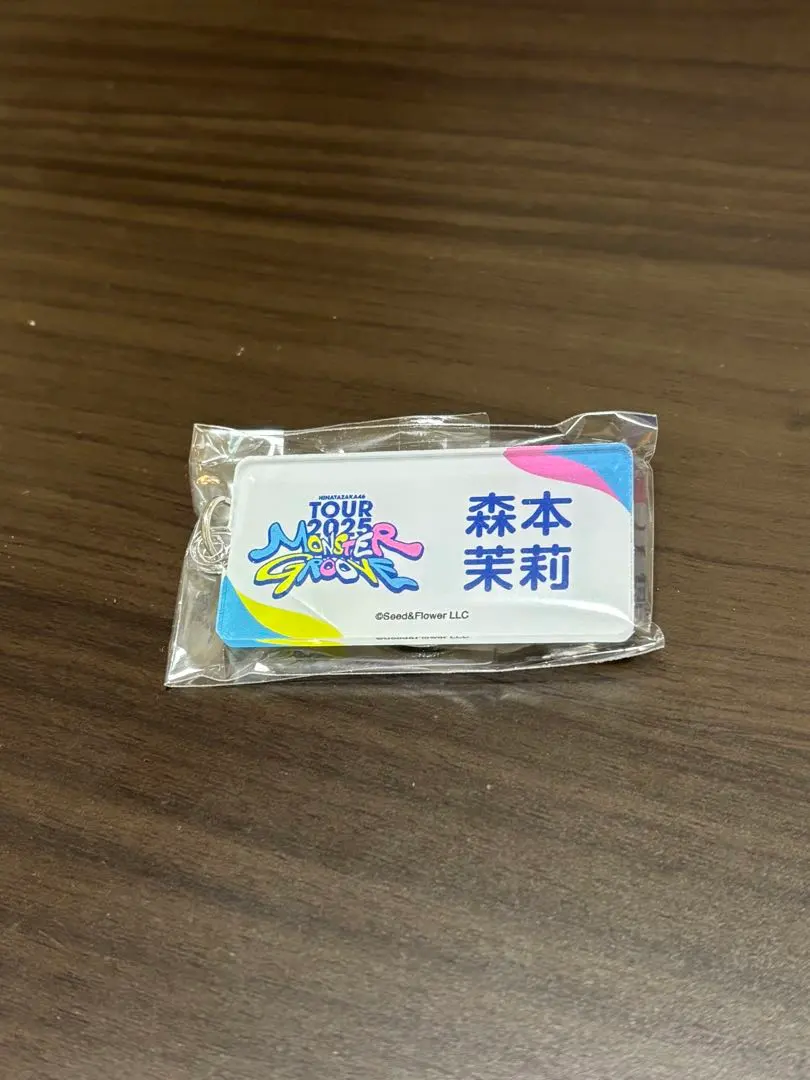 HINATAZAKA46
TOUR
2025
MONSTER
GROOVE
森本
茉莉
©Seed&Flower LLC